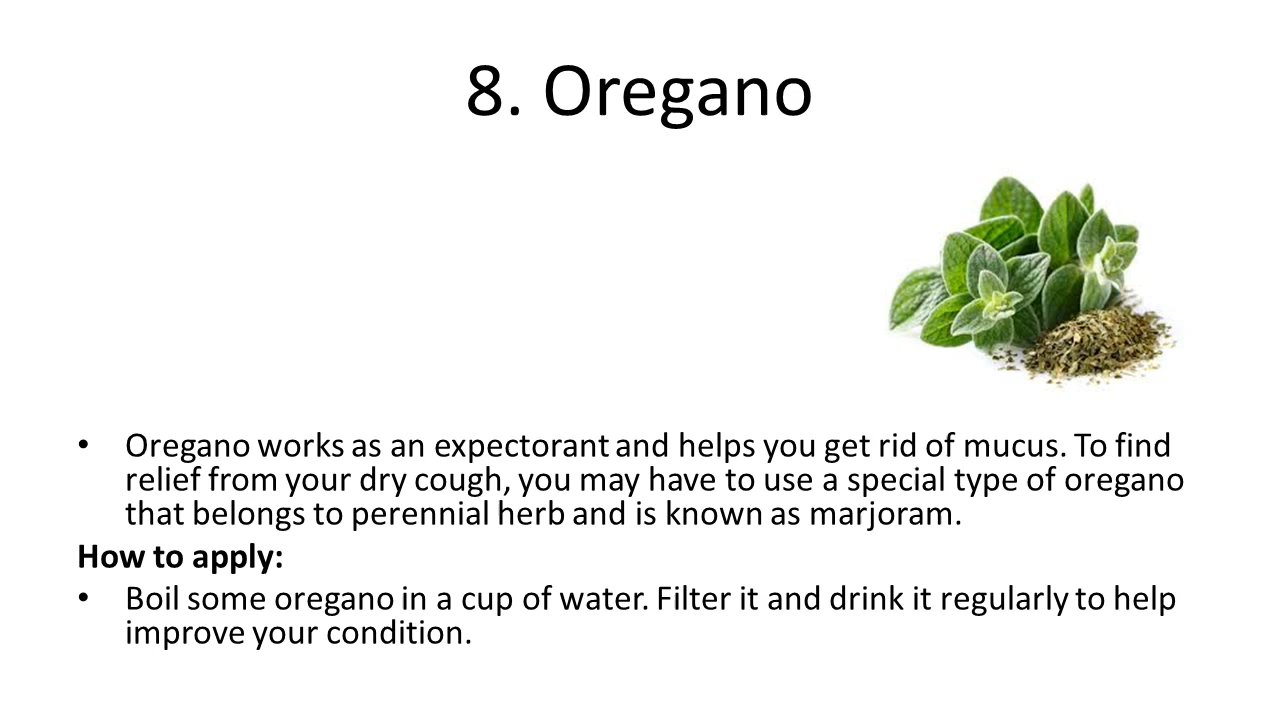 8. Oregano
• Oregano works as an expectorant and helps you get rid of mucus. To find
relief from your dry cough, you may have to use a special type of oregano
that belongs to perennial herb and is known as marjoram.
How to apply:
• Boil some oregano in a cup of water. Filter it and drink it regularly to help
improve your condition.